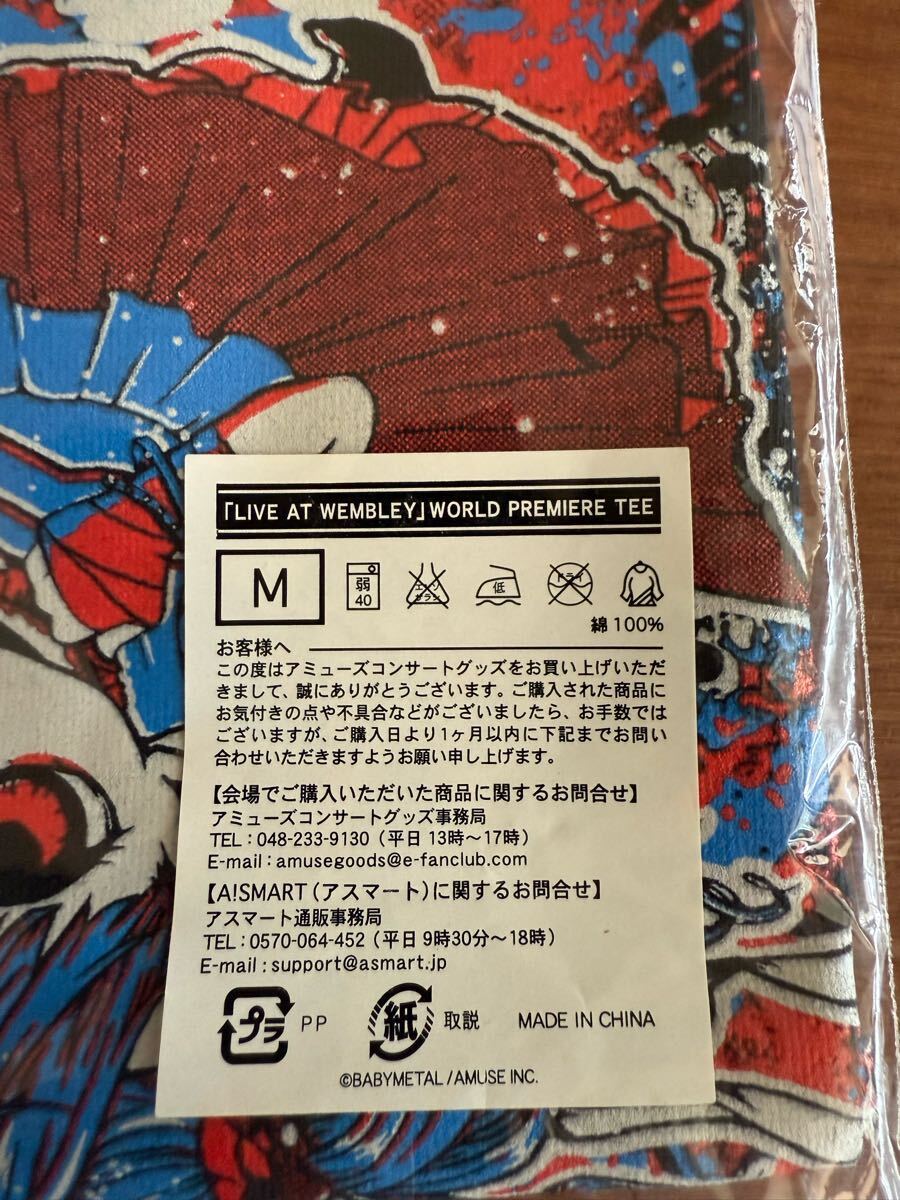 「LIVE AT WEMBLEY」WORLD PREMIERE TEE
M
弱
40
エンソ
サラシ
低
ドライ
綿 100%
お客様へ
この度はアミューズコンサートグッズをお買い上げいただ
きまして、誠にありがとうございます。ご購入された商品に
お気付きの点や不具合などがございましたら、お手数では
ございますが、ご購入日より1ヶ月以内に下記までお問い
合わせいただきますようお願い申し上げます。
【会場でご購入いただいた商品に関するお問合せ】
アミューズコンサートグッズ事務局
TEL : 048-233-9130（平日 13時〜17時）
E-mail : amusegoods@e-fanclub.com
【A!SMART（アスマート）に関するお問合せ】
アスマート通販事務局
TEL : 0570-064-452（平日 9時30分〜18時）
E-mail : support@asmart.jp
プラ PP 紙 取説 MADE IN CHINA
©BABYMETAL / AMUSE INC.